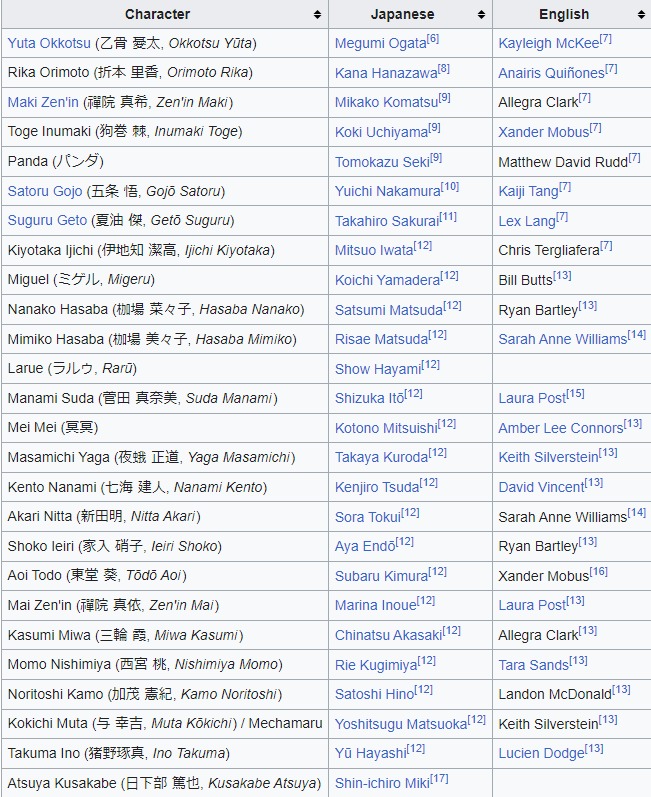 Character Japanese English
Yuta Okkotsu (乙骨 憂太, Okkotsu Yūta) Megumi Ogata[6] Kayleigh McKee[7]
Rika Orimoto (折本 里香, Orimoto Rika) Kana Hanazawa[8] Anairis Quiñones[7]
Maki Zen'in (禪院 真希, Zen'in Maki) Mikako Komatsu[9] Allegra Clark[7]
Toge Inumaki (狗巻 棘, Inumaki Toge) Koki Uchiyama[9] Xander Mobus[7]
Panda (パンダ) Tomokazu Seki[9] Matthew David Rudd[7]
Satoru Gojo (五条 悟, Gojō Satoru) Yuichi Nakamura[10] Kaiji Tang[7]
Suguru Geto (夏油 傑, Getō Suguru) Takahiro Sakurai[11] Lex Lang[7]
Kiyotaka Ijichi (伊地知 潔高, Ijichi Kiyotaka) Mitsuo Iwata[12] Chris Tergliafera[7]
Miguel (ミゲル, Migeru) Koichi Yamadera[12] Bill Butts[13]
Nanako Hasaba (枷場 菜々子, Hasaba Nanako) Satsumi Matsuda[12] Ryan Bartley[13]
Mimiko Hasaba (枷場 美々子, Hasaba Mimiko) Risae Matsuda[12] Sarah Anne Williams[14]
Larue (ラルゥ, Rarū) Show Hayami[12]
Manami Suda (菅田 真奈美, Suda Manami) Shizuka Itō[12] Laura Post[15]
Mei Mei (冥冥) Kotono Mitsuishi[12] Amber Lee Connors[13]
Masamichi Yaga (夜蛾 正道, Yaga Masamichi) Takaya Kuroda[12] Keith Silverstein[13]
Kento Nanami (七海 建人, Nanami Kento) Kenjiro Tsuda[12] David Vincent[13]
Akari Nitta (新田明, Nitta Akari) Sora Tokui[12] Sarah Anne Williams[14]
Shoko Ieiri (家入 硝子, Ieiri Shoko) Aya Endō[12] Ryan Bartley[13]
Aoi Todo (東堂 葵, Tōdō Aoi) Subaru Kimura[12] Xander Mobus[16]
Mai Zen'in (禪院 真依, Zen'in Mai) Marina Inoue[12] Laura Post[13]
Kasumi Miwa (三輪 霞, Miwa Kasumi) Chinatsu Akasaki[12] Allegra Clark[13]
Momo Nishimiya (西宮 桃, Nishimiya Momo) Rie Kugimiya[12] Tara Sands[13]
Noritoshi Kamo (加茂 憲紀, Kamo Noritoshi) Satoshi Hino[12] Landon McDonald[13]
Kokichi Muta (与 幸吉, Muta Kōkichi) / Mechamaru Yoshitsugu Matsuoka[12] Keith Silverstein[13]
Takuma Ino (猪野琢真, Ino Takuma) Yū Hayashi[12] Lucien Dodge[13]
Atsuya Kusakabe (日下部 篤也, Kusakabe Atsuya) Shin-ichiro Miki[17]